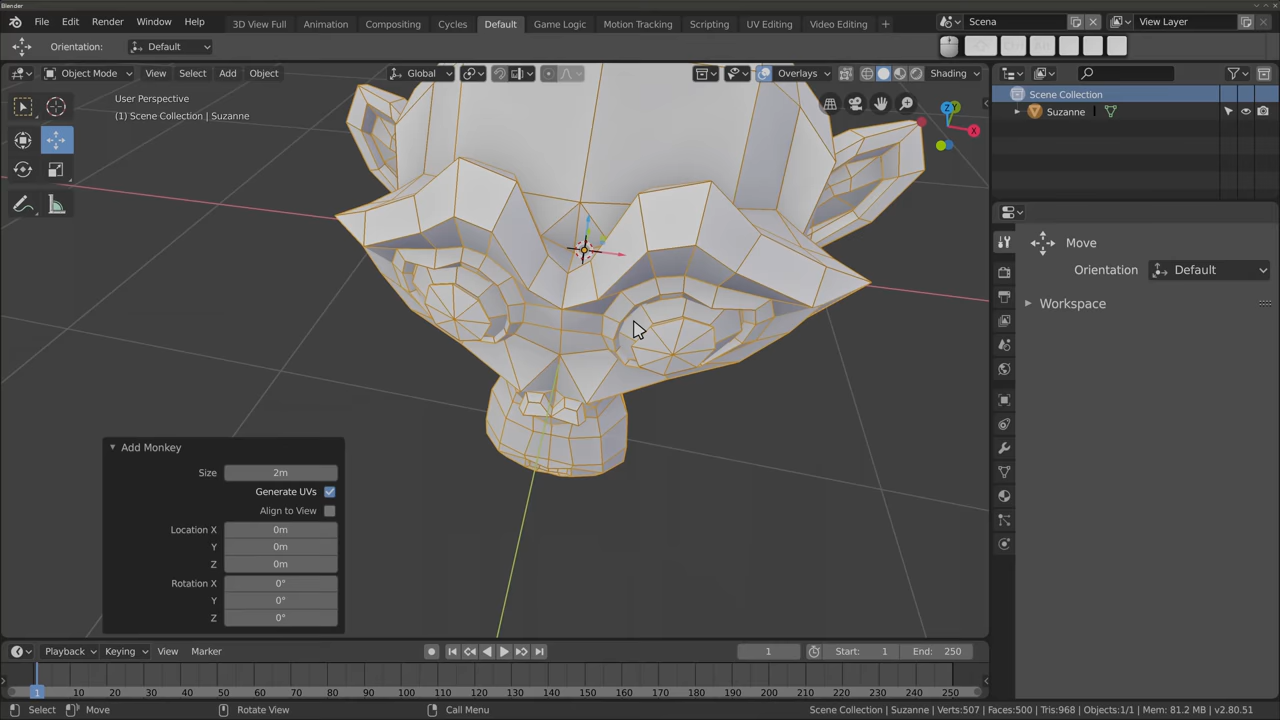 Blender
File Edit Render Window Help 3D View Full Animation Compositing Cycles Default Game Logic Motion Tracking Scripting UV Editing Video Editing + Scena View Layer
Orientation: Default
Object Mode View Select Add Object Global Overlays Shading
User Perspective
(1) Scene Collection | Suzanne
Z Y
X
Scene Collection
Suzanne
Move
Orientation Default
Workspace
Add Monkey
Size 2m
Generate UVs
Align to View
Location X 0m
Y 0m
Z 0m
Rotation X 0°
Y 0°
Z 0°
Playback Keying View Marker 1 Start: 1 End: 250
1 10 20 30 40 50 60 70 80 90 100 110 120 130 140 150 160 170 180 190 200 210 220 230 240 250
Select Move Rotate View Call Menu Scene Collection | Suzanne | Verts:507 | Faces:500 | Tris:968 | Objects:1/1 | Mem: 81.2 MB | v2.80.51